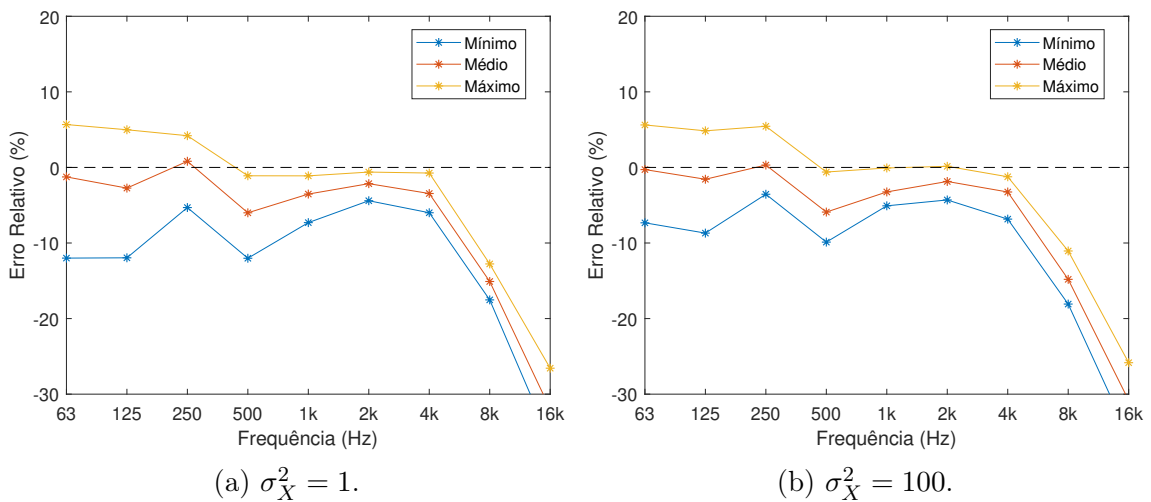 20
10
0
-10
-20
-30
Erro Relativo (%)
63 125 250 500 1k 2k 4k 8k 16k
Frequência (Hz)
Mínimo
Médio
Máximo
(a) σ²_X = 1.
20
10
0
-10
-20
-30
Erro Relativo (%)
63 125 250 500 1k 2k 4k 8k 16k
Frequência (Hz)
Mínimo
Médio
Máximo
(b) σ²_X = 100.